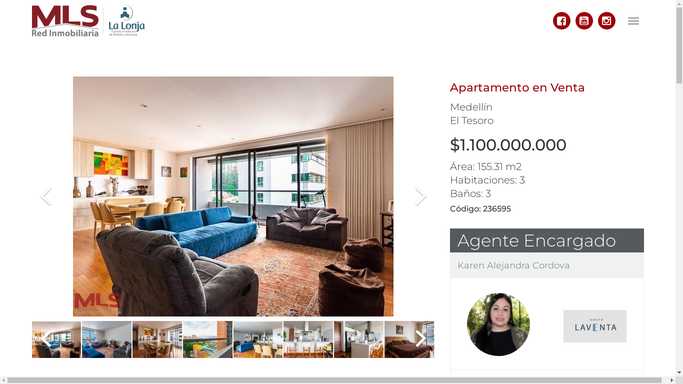 MLS
Red Inmobiliaria
La Lonja
Apartamento en Venta
Medellín
El Tesoro
$1.100.000.000
Área: 155.31 m2
Habitaciones: 3
Baños: 3
Código: 236595
Agente Encargado
Karen Alejandra Cordova
LAVENTA
MLS